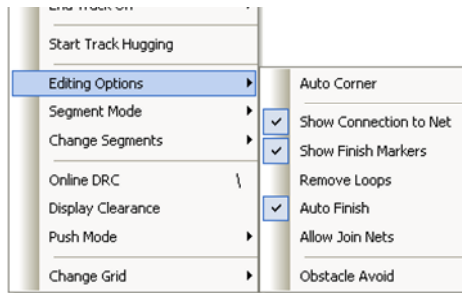 Start Track Hugging
Editing Options
Segment Mode
Change Segments
Online DRC \
Display Clearance
Push Mode
Change Grid
Auto Corner
Show Connection to Net
Show Finish Markers
Remove Loops
Auto Finish
Allow Join Nets
Obstacle Avoid